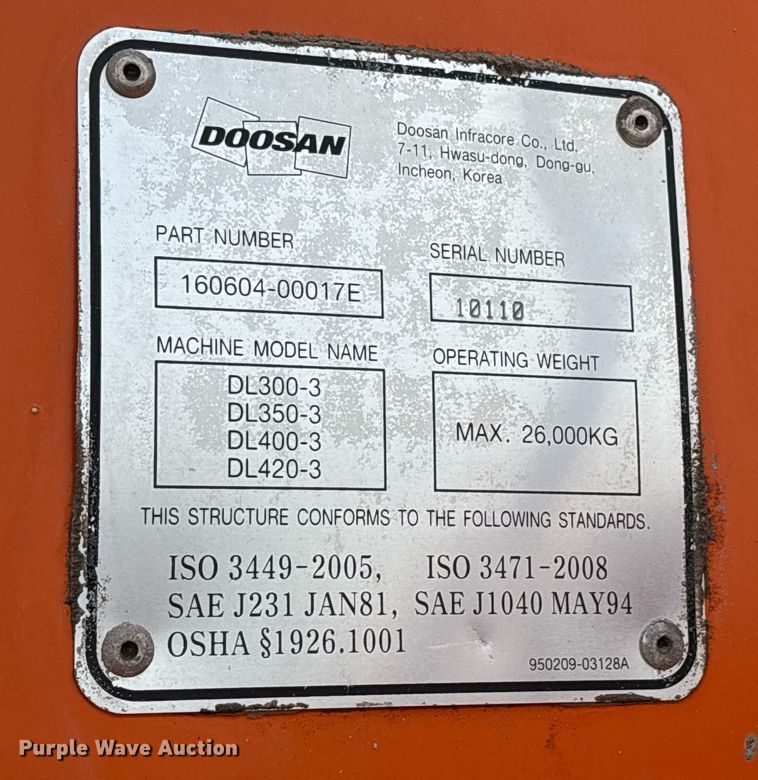 DOOSAN
Doosan Infracore Co., Ltd.
7-11, Hwasu-dong, Dong-gu,
Incheon, Korea
PART NUMBER
160604-00017E
SERIAL NUMBER
10110
MACHINE MODEL NAME
DL300-3
DL350-3
DL400-3
DL420-3
OPERATING WEIGHT
MAX. 26,000KG
THIS STRUCTURE CONFORMS TO THE FOLLOWING STANDARDS.
ISO 3449-2005, ISO 3471-2008
SAE J231 JAN81, SAE J1040 MAY94
OSHA §1926.1001
950209-03128A
Purple Wave Auction